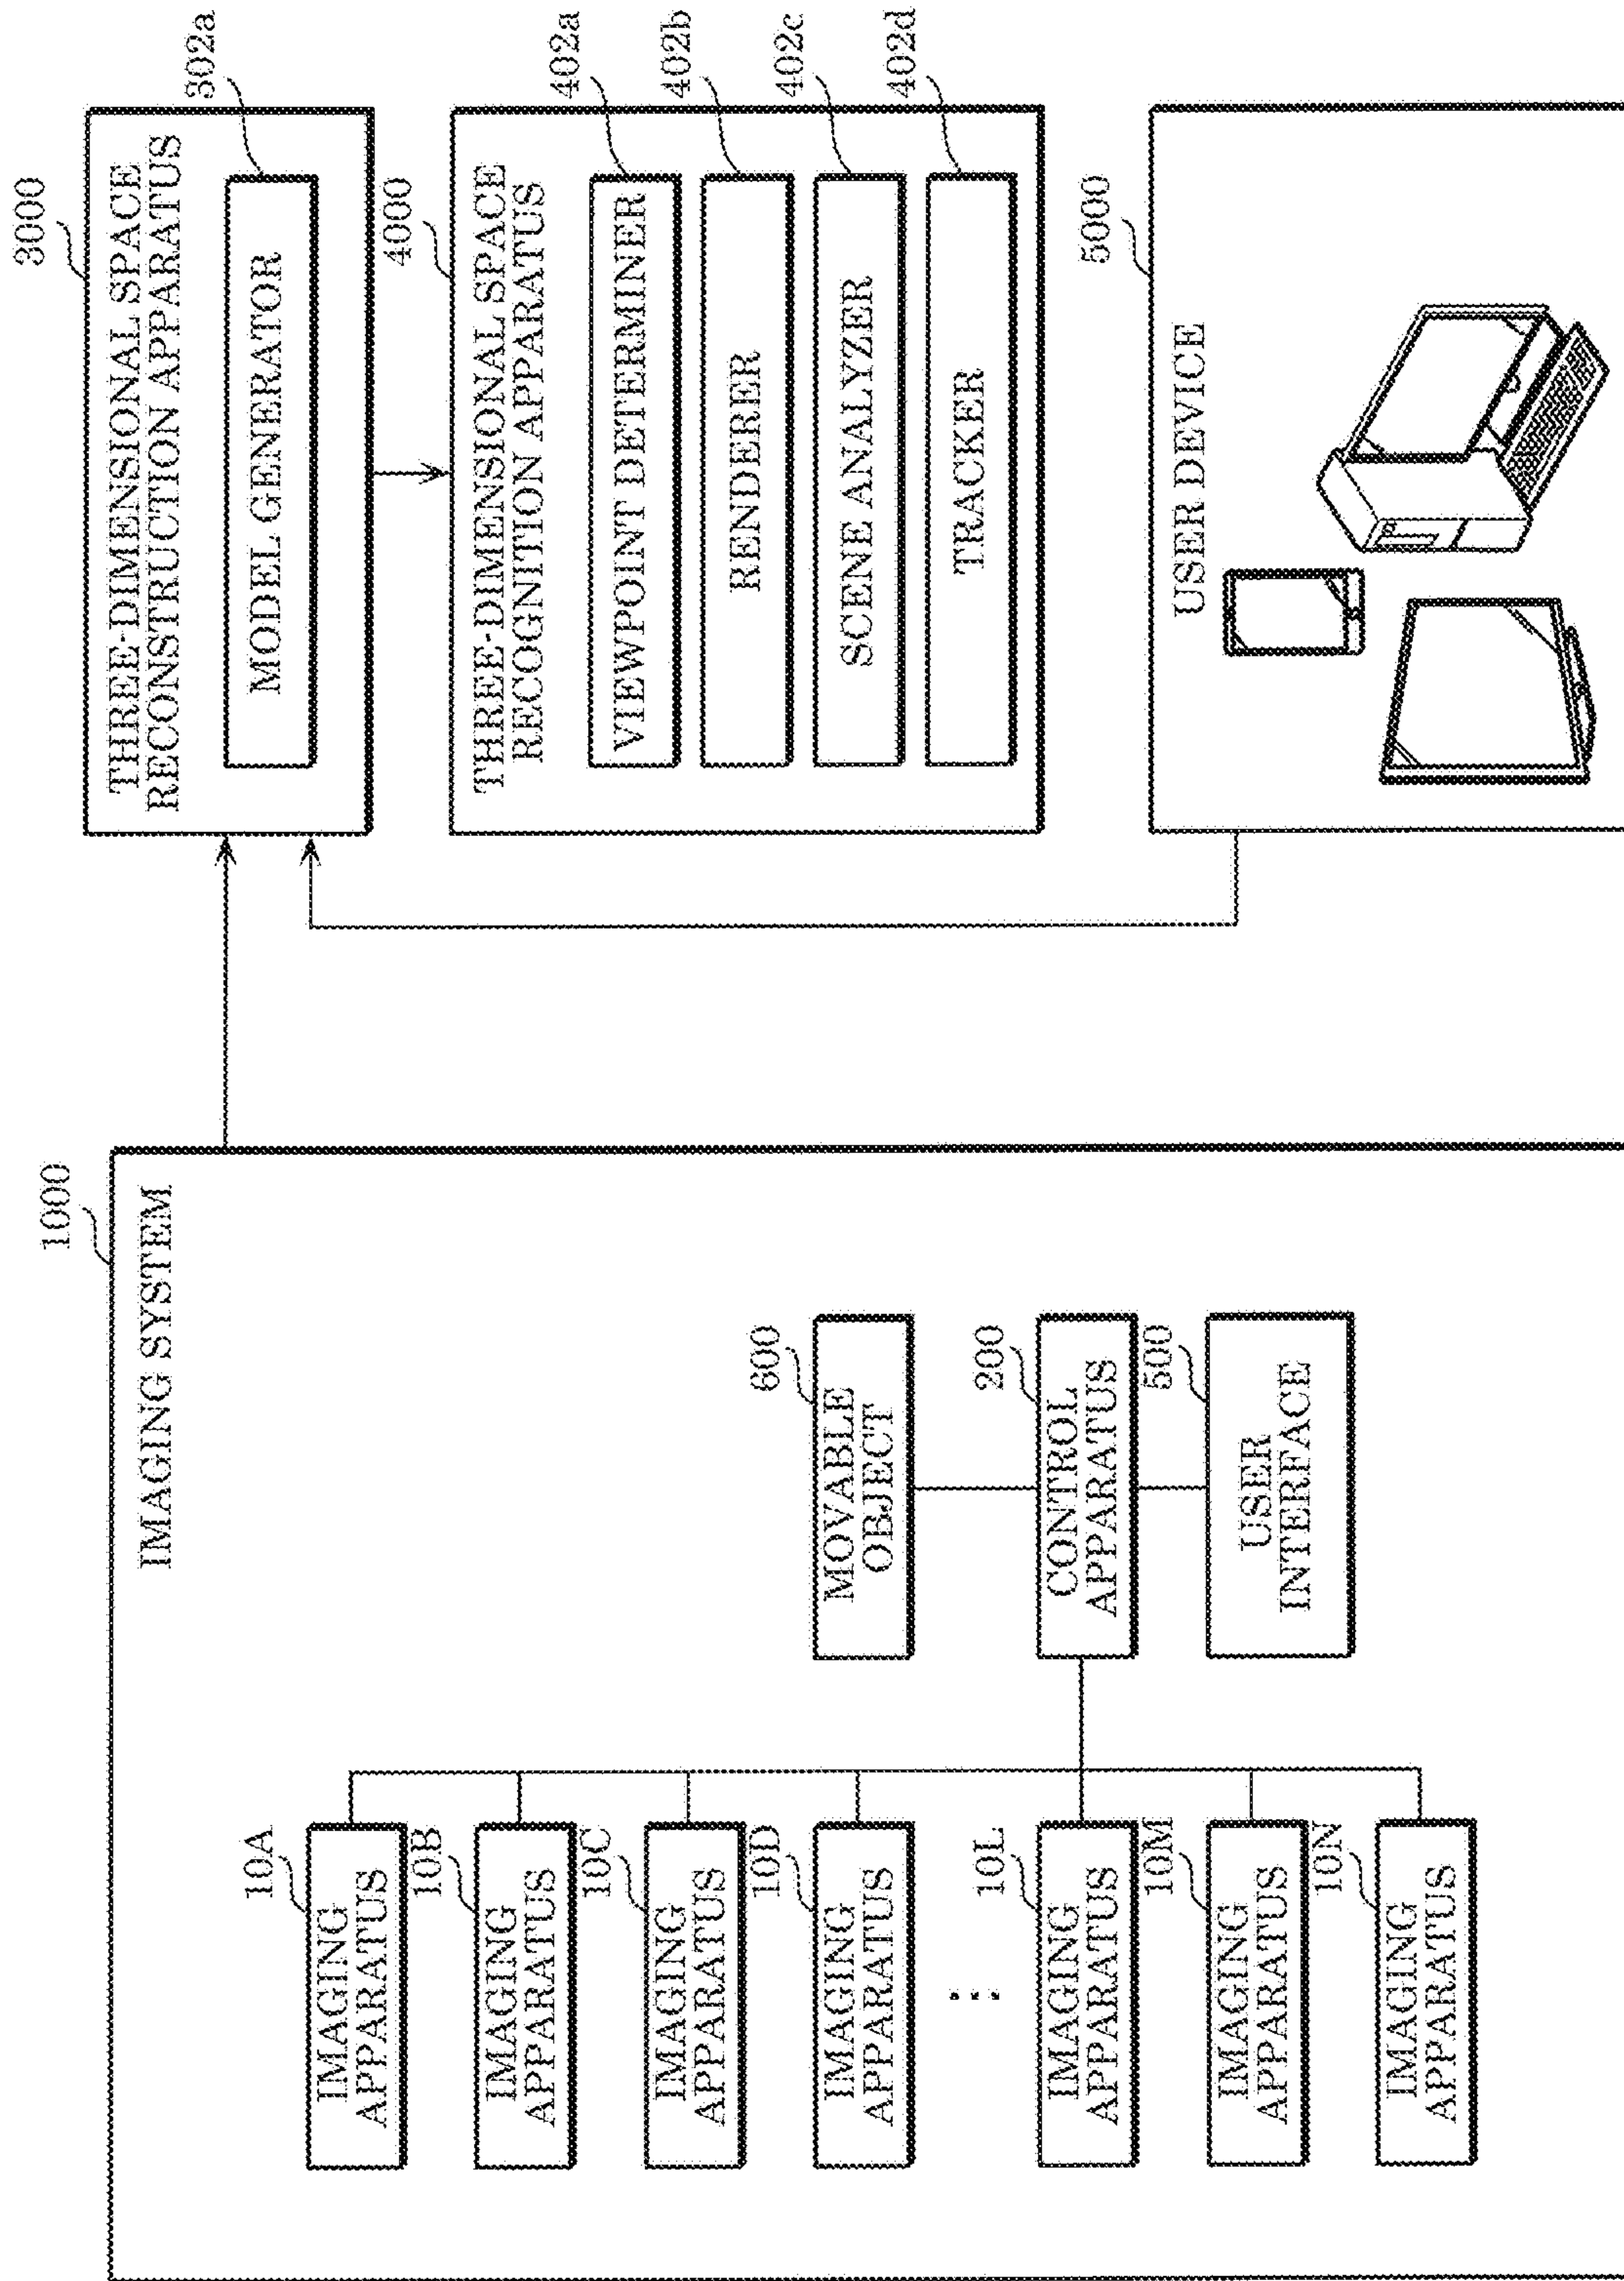 1000
IMAGING SYSTEM
10A
IMAGING
APPARATUS
10B
IMAGING
APPARATUS
10C
IMAGING
APPARATUS
10D
IMAGING
APPARATUS
⋮
10L
IMAGING
APPARATUS
10M
IMAGING
APPARATUS
10N
IMAGING
APPARATUS
600
MOVABLE
OBJECT
200
CONTROL
APPARATUS
500
USER
INTERFACE
3000
THREE-DIMENSIONAL SPACE
RECONSTRUCTION APPARATUS
302a
MODEL GENERATOR
4000
THREE-DIMENSIONAL SPACE
RECOGNITION APPARATUS
402a
VIEWPOINT DETERMINER
402b
RENDERER
402c
SCENE ANALYZER
402d
TRACKER
5000
USER DEVICE